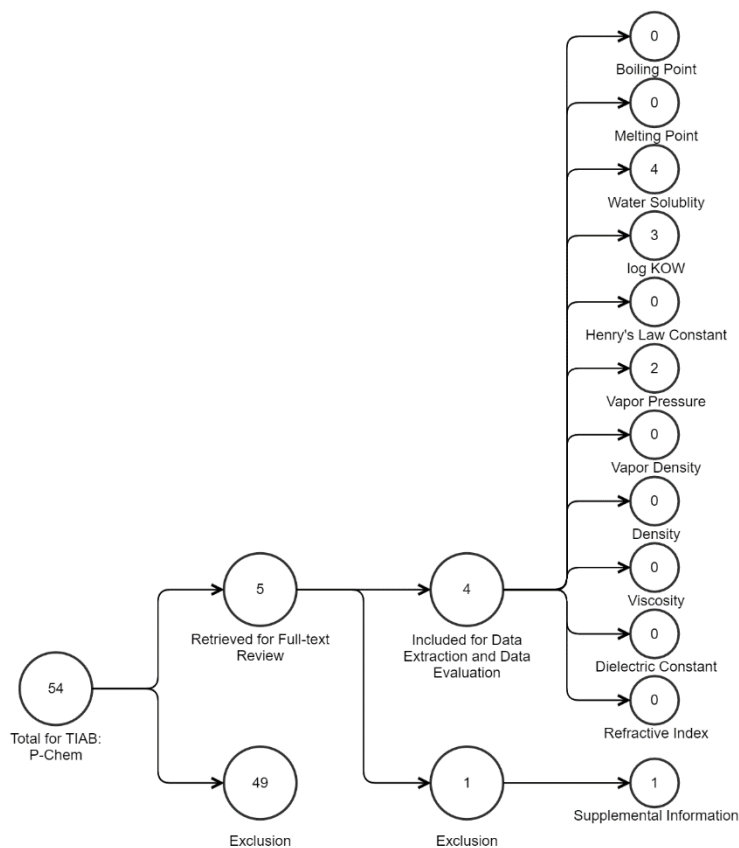 0
Boiling Point
0
Melting Point
4
Water Solublity
3
log KOW
0
Henry's Law Constant
2
Vapor Pressure
0
Vapor Density
0
Density
0
Viscosity
0
Dielectric Constant
0
Refractive Index
5
Retrieved for Full-text
Review
4
Included for Data
Extraction and Data
Evaluation
54
Total for TIAB:
P-Chem
49
Exclusion
1
Exclusion
1
Supplemental Information